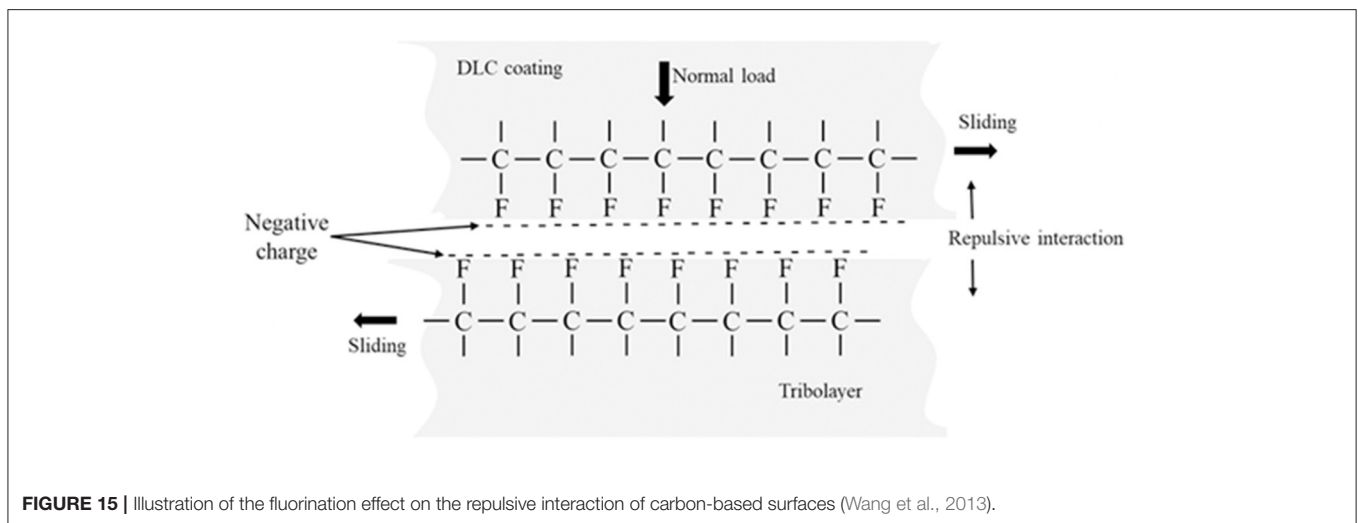 DLC coating
Normal load
Sliding
—C—C—C—C—C—C—C—C—
F F F F F F F F
Negative
charge
Repulsive interaction
F F F F F F F F
—C—C—C—C—C—C—C—C—
Sliding
Tribolayer
FIGURE 15 | Illustration of the fluorination effect on the repulsive interaction of carbon-based surfaces (Wang et al., 2013).